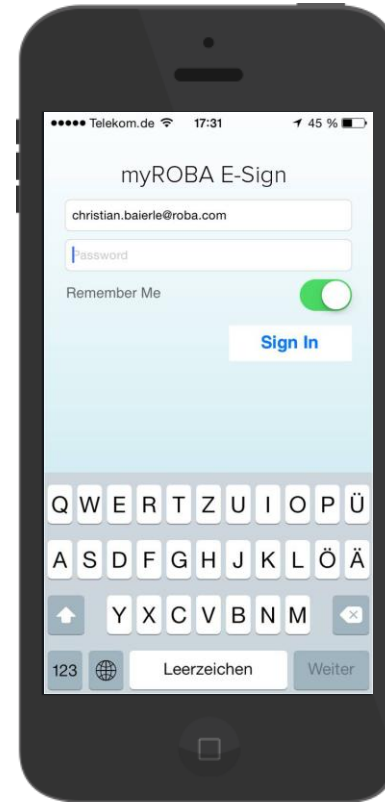 Telekom.de 17:31 45 %
myROBA E-Sign
christian.baierle@roba.com
Password
Remember Me
Sign In
Q W E R T Z U I O P Ü
A S D F G H J K L Ö Ä
Y X C V B N M
123 Leerzeichen Weiter